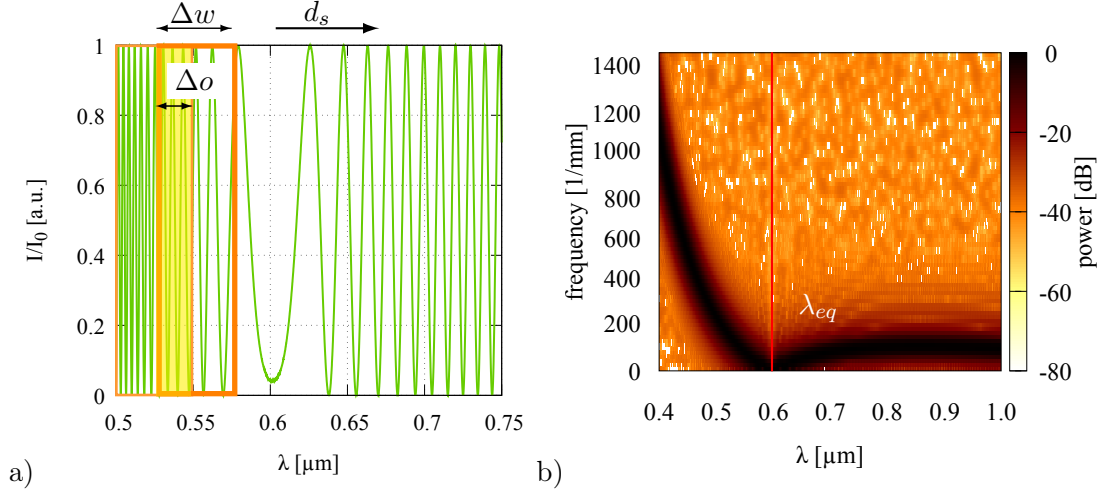 Δw
d_s
Δo
1
0.8
0.6
0.4
0.2
0
I/I_0 [a.u.]
0.5
0.55
0.6
0.65
0.7
0.75
λ [µm]
a)
1400
1200
1000
800
600
400
200
0
frequency [1/mm]
λ_eq
0.4
0.5
0.6
0.7
0.8
0.9
1.0
λ [µm]
0
-20
-40
-60
-80
power [dB]
b)